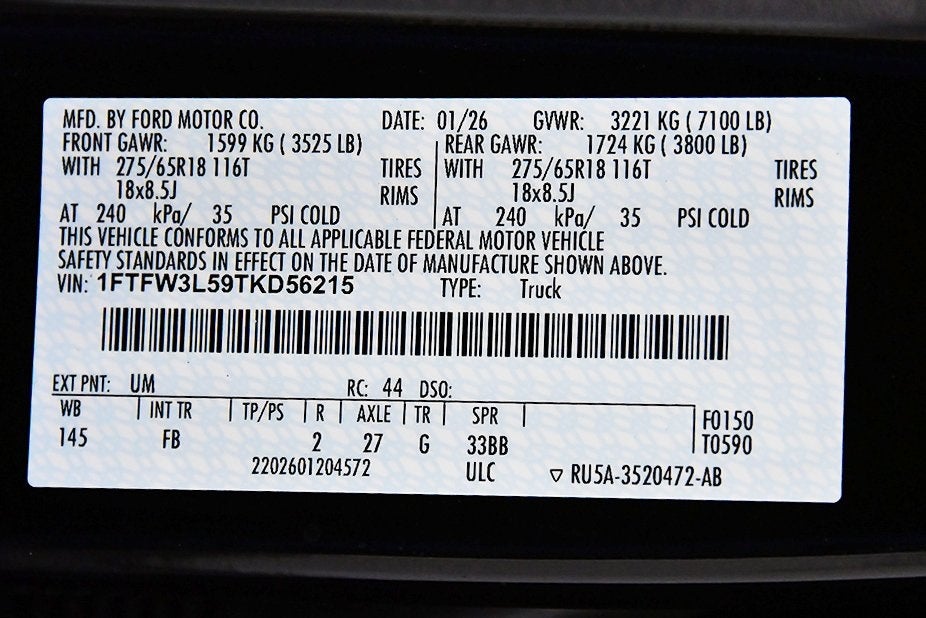 MFD. BY FORD MOTOR CO. DATE: 01/26 GVWR: 3221 KG ( 7100 LB)
FRONT GAWR: 1599 KG ( 3525 LB) REAR GAWR: 1724 KG ( 3800 LB)
WITH 275/65R18 116T TIRES WITH 275/65R18 116T TIRES
18x8.5J RIMS 18x8.5J RIMS
AT 240 kPa/ 35 PSI COLD AT 240 kPa/ 35 PSI COLD
THIS VEHICLE CONFORMS TO ALL APPLICABLE FEDERAL MOTOR VEHICLE
SAFETY STANDARDS IN EFFECT ON THE DATE OF MANUFACTURE SHOWN ABOVE.
VIN: 1FTFW3L59TKD56215 TYPE: Truck
EXT PNT: UM RC: 44 DSO:
WB INT TR TP/PS R AXLE TR SPR F0150
145 FB 2 27 G 33BB T0590
2202601204572 ULC ▽ RU5A-3520472-AB